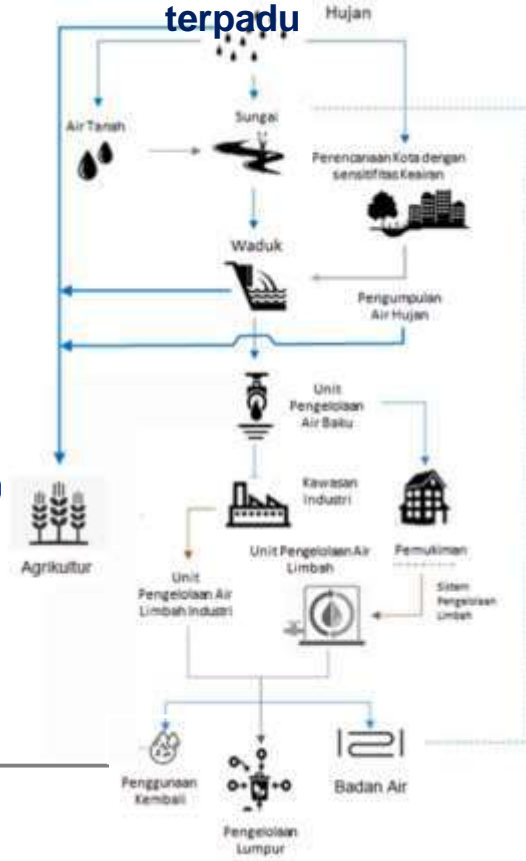 terpadu
Hujan
Air Tanah
Sungai
Perencanaan Kota dengan
sensitifitas Keairan
Waduk
Pengumpulan
Air Hujan
Unit
Pengelolaan
Air Baku
Kawasan
Industri
Agrikultur
Unit Pengelolaan Air
Limbah
Pemukiman
Unit
Pengelolaan Air
Limbah Industri
Sistem
Pengelolaan
Limbah
Penggunaan
Kembali
Badan Air
Pengelolaan
Lumpur